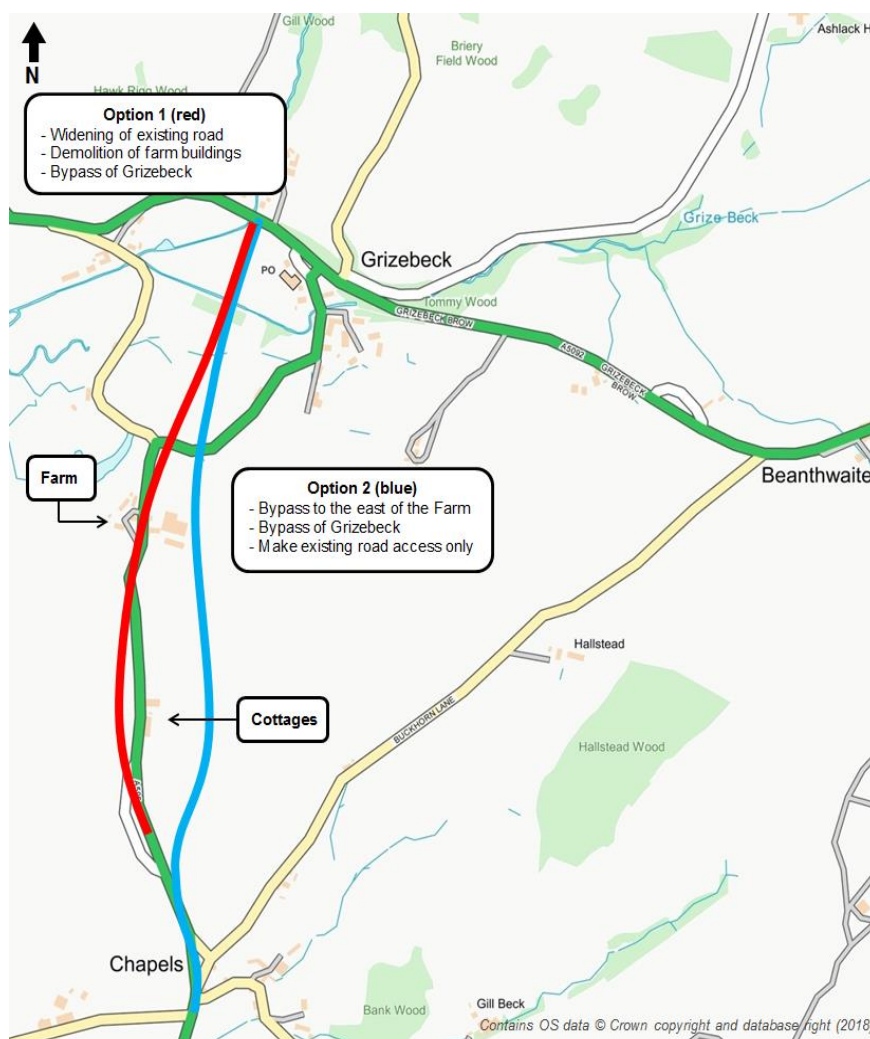 Gill Wood
Ashlack H
Briery
Field Wood
N
Hawk Rigg Wood
Option 1 (red)
- Widening of existing road
- Demolition of farm buildings
- Bypass of Grizebeck
Grize Beck
Grizebeck
PO
Tommy Wood
GRIZEBECK BROW
A5092
GRIZEBECK
BROW
Beanthwaite
Farm
Option 2 (blue)
- Bypass to the east of the Farm
- Bypass of Grizebeck
- Make existing road access only
Hallstead
Cottages
BUCKHORN LANE
Hallstead Wood
Chapels
Bank Wood
Gill Beck
Contains OS data © Crown copyright and database right (2018)